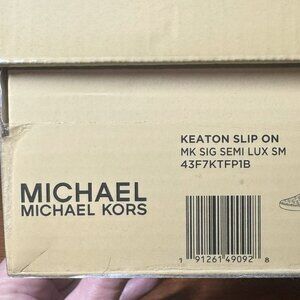 KEATON SLIP ON
MK SIG SEMI LUX SM
43F7KTFP1B
MICHAEL
MICHAEL KORS
1 91261 49092 8